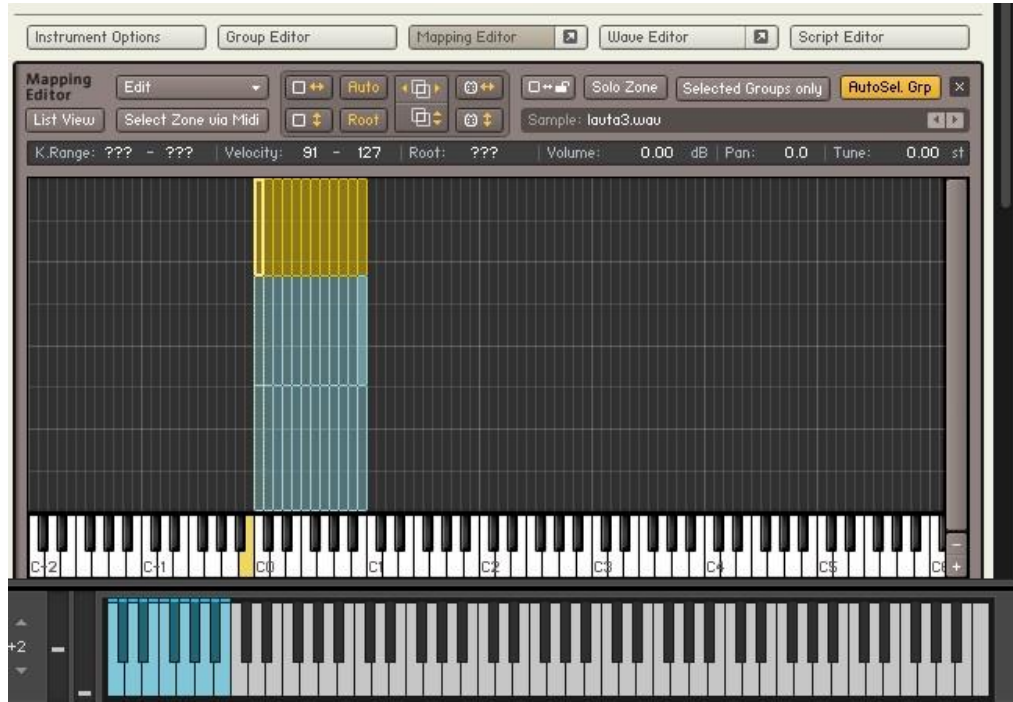 Instrument Options Group Editor Mapping Editor Wave Editor Script Editor
Mapping Editor Edit Auto Solo Zone Selected Groups only AutoSel. Grp ×
List View Select Zone via Midi Root Sample: lauta3.wav
K.Range: ??? - ??? Velocity: 91 - 127 Root: ??? Volume: 0.00 dB Pan: 0.0 Tune: 0.00 st
C-2 C-1 C0 C1 C2 C3 C4 C5 - +
+2